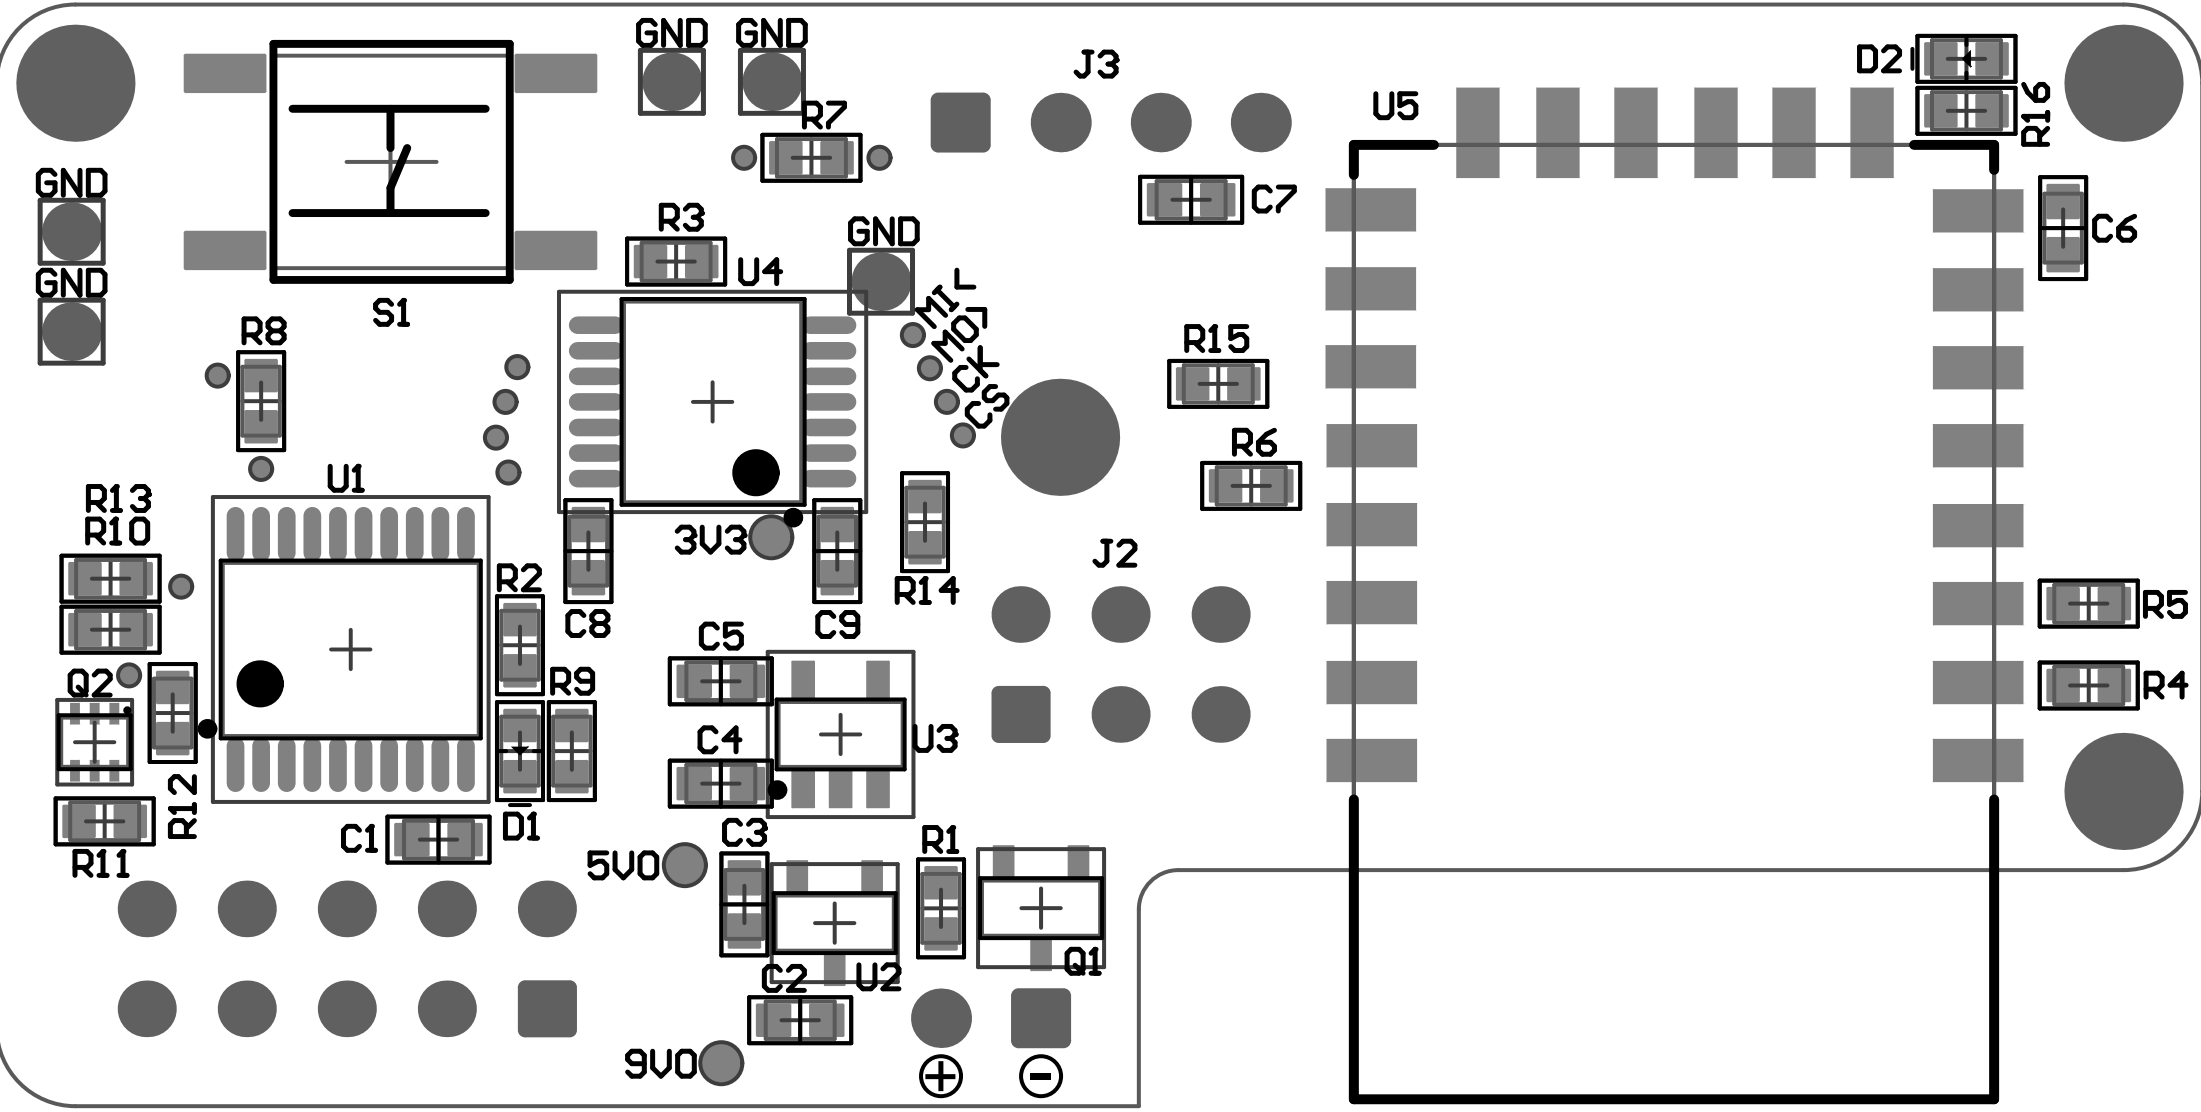 GND GND
J3
D2
U5
R7
R16
GND
C7
R3
GND
C6
U4
GND
MI
MO
CK
CS
S1
R8
R15
R6
U1
R13
R10
3V3
J2
R2
R14
R5
C8
C9
C5
Q2
R9
R4
C4
U3
R12
D1
C3
R1
C1
R11
5V0
Q1
C2
U2
9V0
+ -